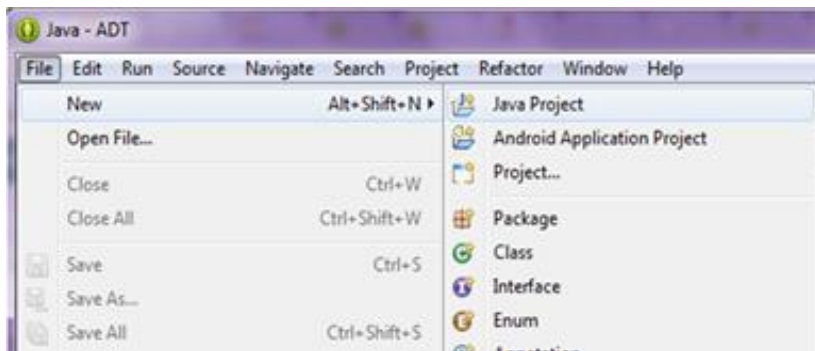 Java - ADT
File Edit Run Source Navigate Search Project Refactor Window Help
New Alt+Shift+N
Open File...
Close Ctrl+W
Close All Ctrl+Shift+W
Save Ctrl+S
Save As...
Save All Ctrl+Shift+S
Java Project
Android Application Project
Project...
Package
Class
Interface
Enum
Annotation